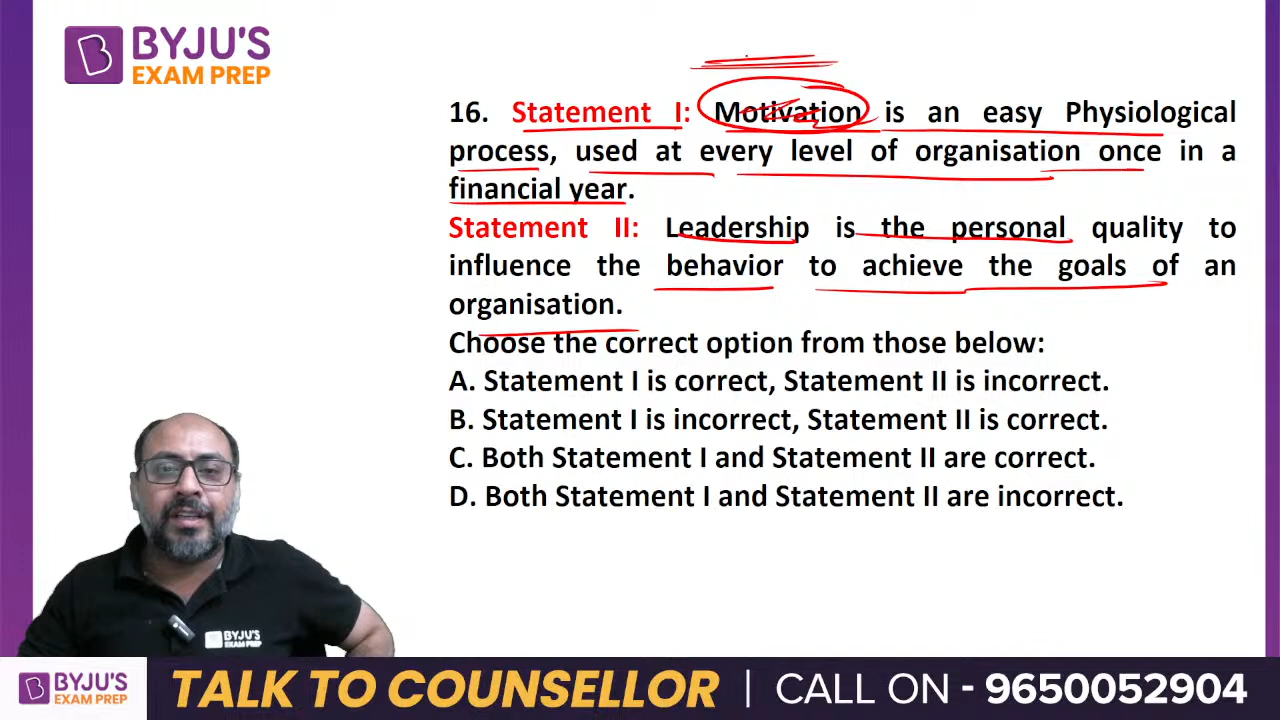 BYJU'S
EXAM PREP
16. Statement I: Motivation is an easy Physiological
process, used at every level of organisation once in a
financial year.
Statement II: Leadership is the personal quality to
influence the behavior to achieve the goals of an
organisation.
Choose the correct option from those below:
A. Statement I is correct, Statement II is incorrect.
B. Statement I is incorrect, Statement II is correct.
C. Both Statement I and Statement II are correct.
D. Both Statement I and Statement II are incorrect.
BYJU'S
EXAM PREP
BYJU'S
EXAM PREP
TALK TO COUNSELLOR | CALL ON - 9650052904